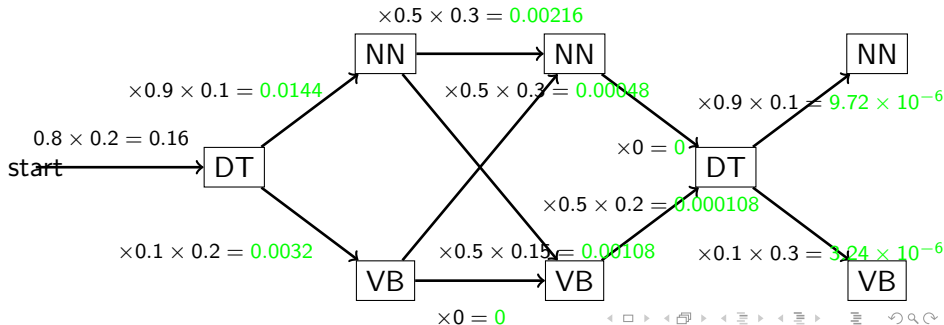 ×0.5 × 0.3 = 0.00216
NN
NN
NN
×0.9 × 0.1 = 0.0144
×0.5 × 0.3 = 0.00048
×0.9 × 0.1 = 9.72 × 10⁻⁶
0.8 × 0.2 = 0.16
×0 = 0
start
DT
DT
×0.5 × 0.2 = 0.000108
×0.1 × 0.2 = 0.0032
×0.5 × 0.15 = 0.00108
×0.1 × 0.3 = 3.24 × 10⁻⁶
VB
VB
VB
×0 = 0